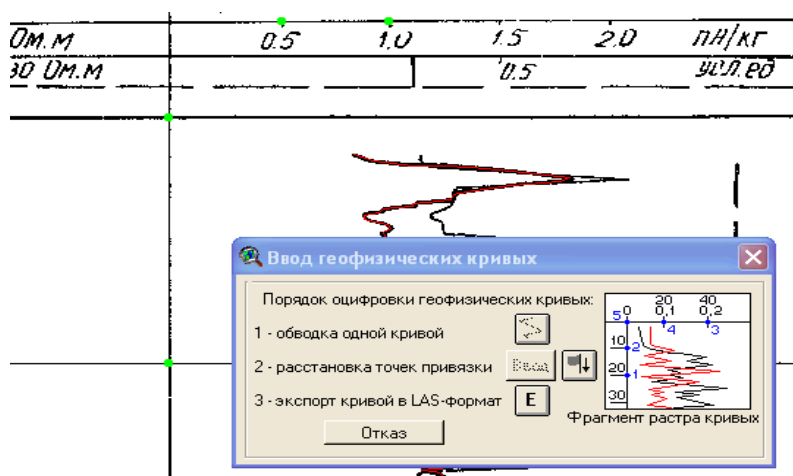 Ом.м 0.5 1.0 1.5 2.0 пн/кг
30 Ом.м 0.5 усл.ед
Ввод геофизических кривых
Порядок оцифровки геофизических кривых:
1 - обводка одной кривой
2 - расстановка точек привязки Ввод
3 - экспорт кривой в LAS-формат E
Отказ
20 40
5 0 0,1 0,2
4 3
10 2
20 1
30
Фрагмент растра кривых